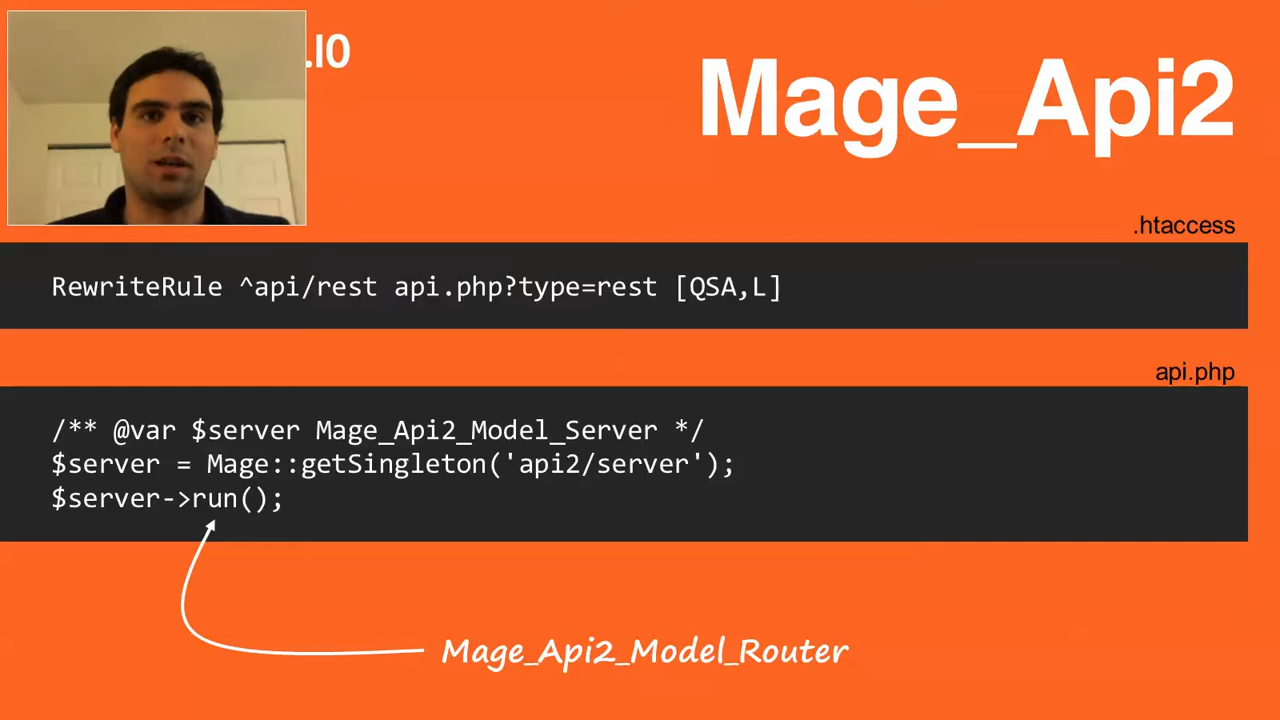 .IO
Mage_Api2
.htaccess
RewriteRule ^api/rest api.php?type=rest [QSA,L]
api.php
/** @var $server Mage_Api2_Model_Server */
$server = Mage::getSingleton('api2/server');
$server->run();
Mage_Api2_Model_Router